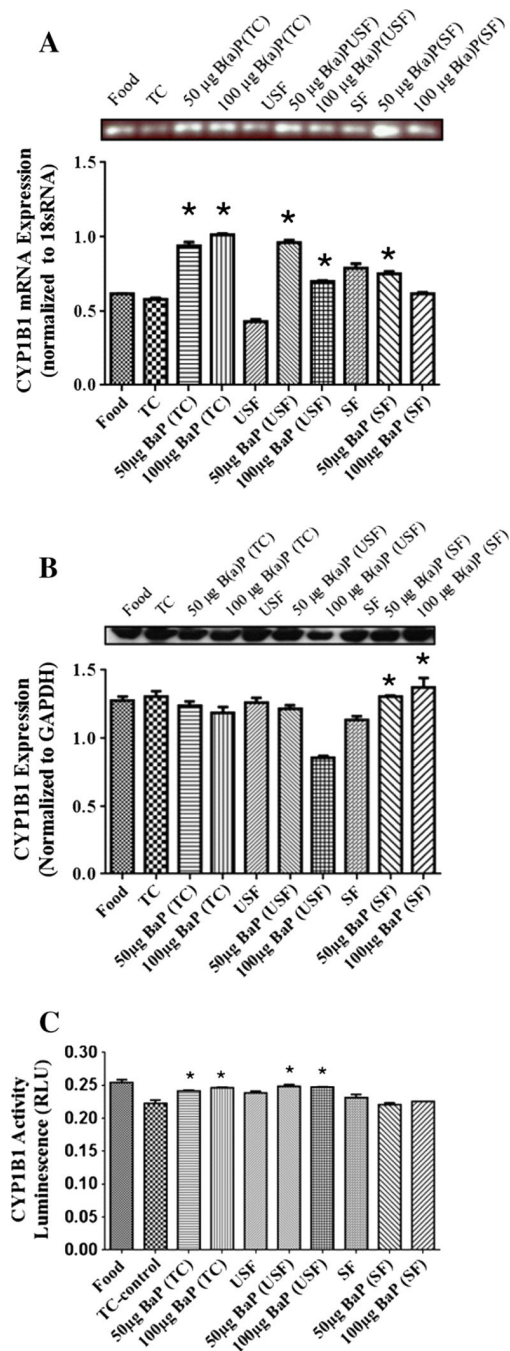 A
Food
TC
50 µg B(a)P(TC)
100 µg B(a)P(TC)
USF
50 µg B(a)PUSF)
100 µg B(a)P(USF)
SF
50 µg B(a)P(SF)
100 µg B(a)P(SF)
CYP1B1 mRNA Expression
(normalized to 18sRNA)
1.5
1.0
0.5
0.0
* * * * *
Food
TC
50µg BaP (TC)
100µg BaP (TC)
USF
50µg BaP (USF)
100µg BaP (USF)
SF
50µg BaP (SF)
100µg BaP (SF)
B
Food
TC
50 µg B(a)P (TC)
100 µg B(a)P (TC)
USF
50 µg B(a)P (USF)
100 µg B(a)P (USF)
SF
50 µg B(a)P (SF)
100 µg B(a)P (SF)
CYP1B1 Expression
(Normalized to GAPDH)
1.5
1.0
0.5
0.0
* *
Food
TC
50µg BaP (TC)
100µg BaP (TC)
USF
50µg BaP (USF)
100µg BaP (USF)
SF
50µg BaP (SF)
100µg BaP (SF)
C
CYP1B1 Activity
Luminescence (RLU)
0.30
0.25
0.20
0.15
0.10
0.05
0.00
* * * *
Food
TC-control
50µg BaP (TC)
100µg BaP (TC)
USF
50µg BaP (USF)
100µg BaP (USF)
SF
50µg BaP (SF)
100µg BaP (SF)